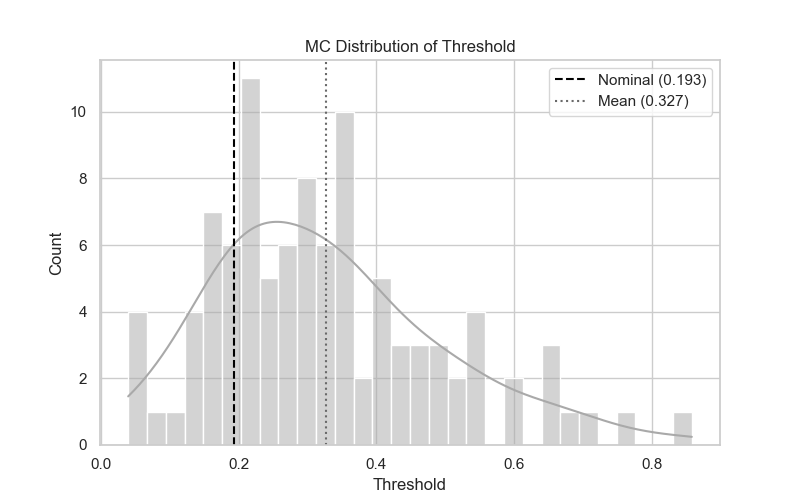 MC Distribution of Threshold
Nominal (0.193)
Mean (0.327)
Count
10
8
6
4
2
0
0.0 0.2 0.4 0.6 0.8
Threshold